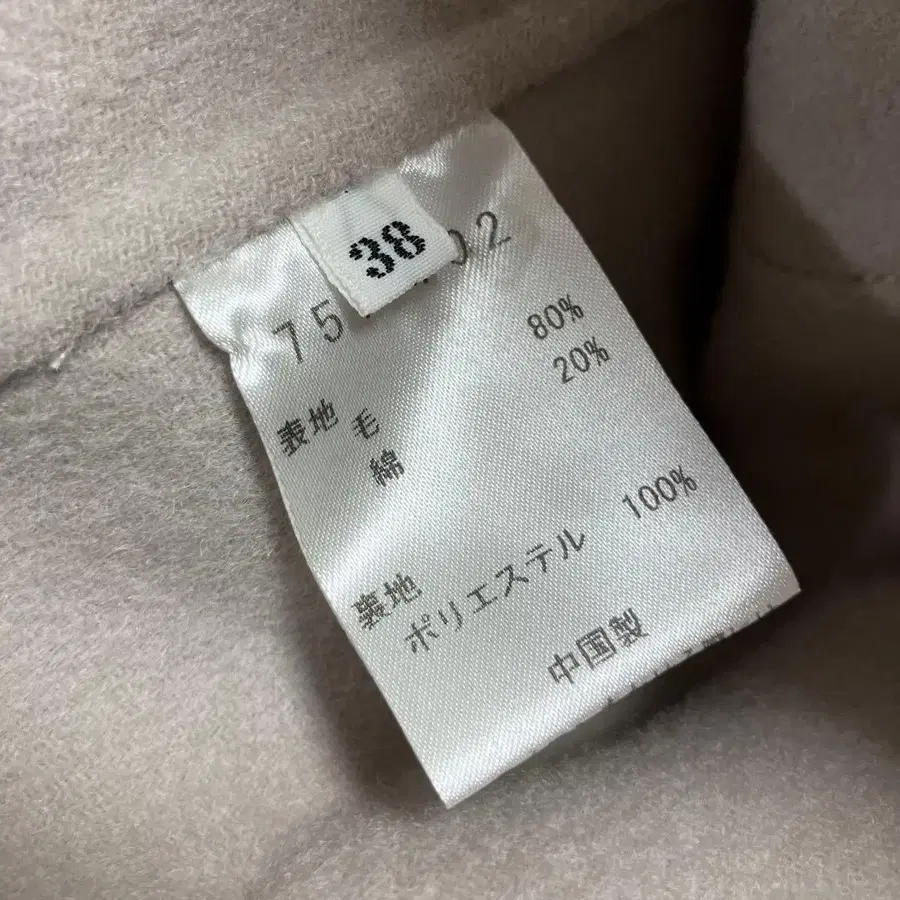 38
75 02
表地 毛 80%
綿 20%
裏地
ポリエステル 100%
中国製